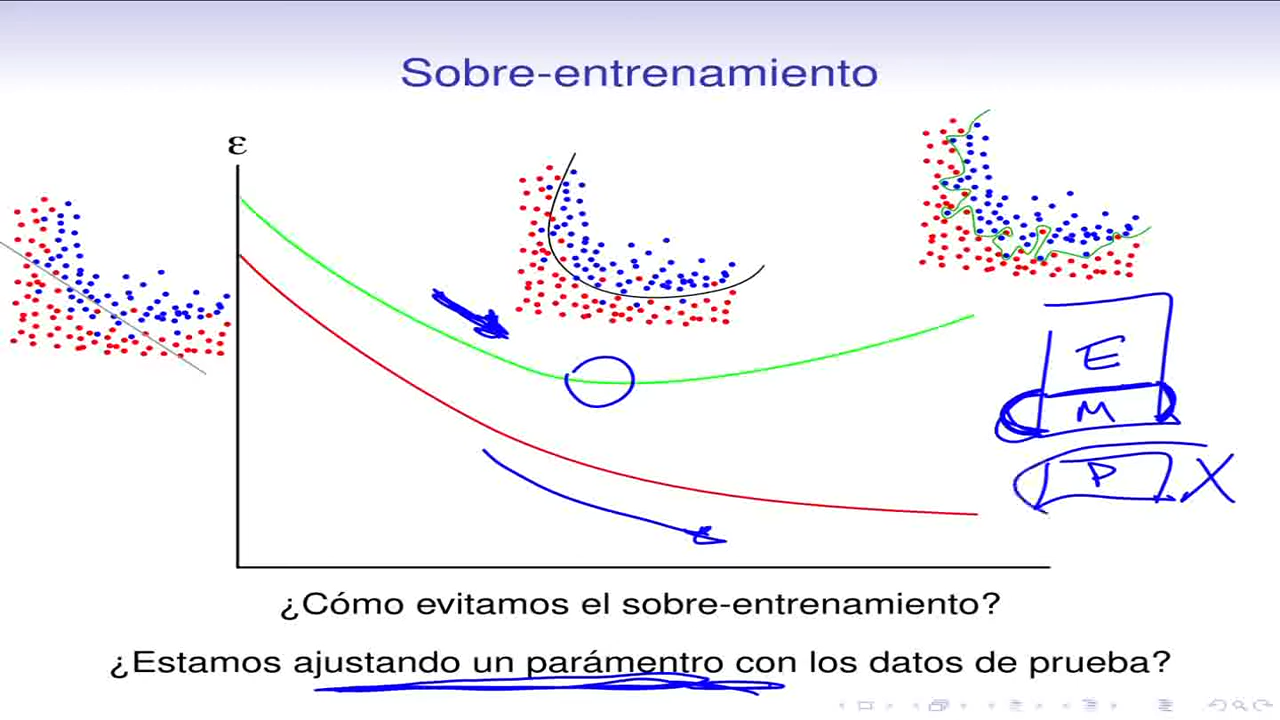 Sobre-entrenamiento
ε
E
M
P X
¿Cómo evitamos el sobre-entrenamiento?
¿Estamos ajustando un parámentro con los datos de prueba?